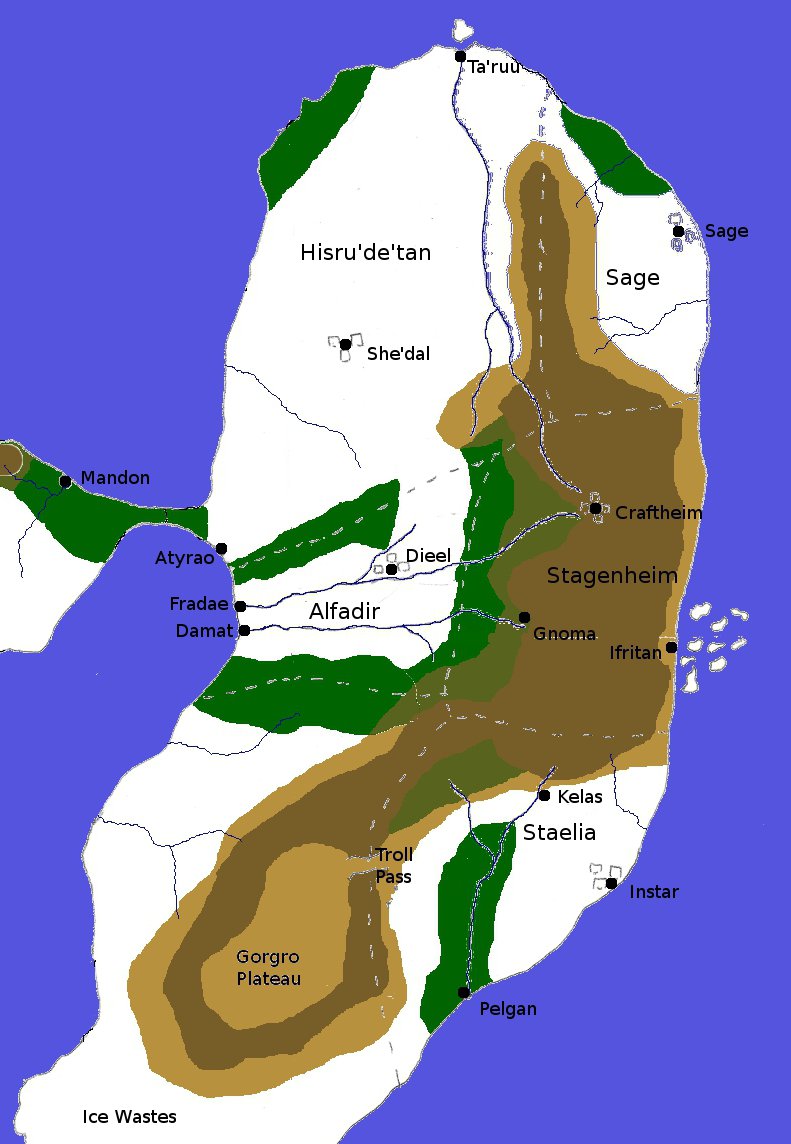 Ta'ruu
Sage
Hisru'de'tan
Sage
She'dal
Mandon
Craftheim
Atyrao
Dieel
Stagenheim
Fradae
Alfadir
Damat
Gnoma
Ifritan
Kelas
Staelia
Troll
Pass
Instar
Gorgro
Plateau
Pelgan
Ice Wastes